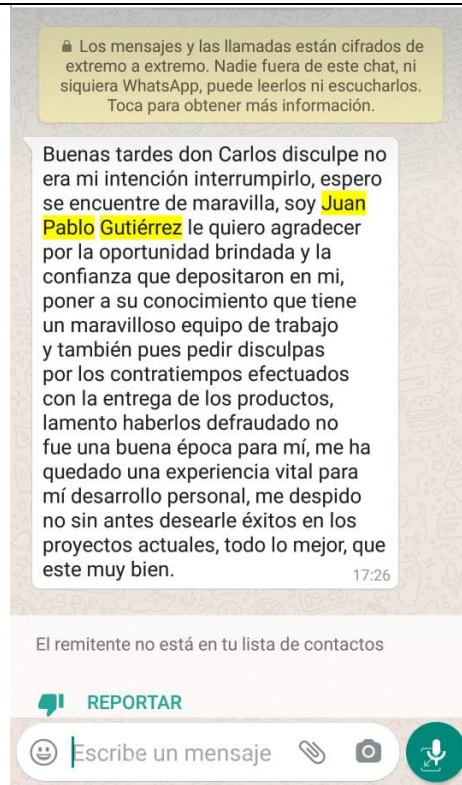 Los mensajes y las llamadas están cifrados de
extremo a extremo. Nadie fuera de este chat, ni
siquiera WhatsApp, puede leerlos ni escucharlos.
Toca para obtener más información.
Buenas tardes don Carlos disculpe no
era mi intención interrumpirlo, espero
se encuentre de maravilla, soy Juan
Pablo Gutiérrez le quiero agradecer
por la oportunidad brindada y la
confianza que depositaron en mi,
poner a su conocimiento que tiene
un maravilloso equipo de trabajo
y también pues pedir disculpas
por los contratiempos efectuados
con la entrega de los productos,
lamento haberlos defraudado no
fue una buena época para mí, me ha
quedado una experiencia vital para
mí desarrollo personal, me despido
no sin antes desearle éxitos en los
proyectos actuales, todo lo mejor, que
este muy bien.
17:26
El remitente no está en tu lista de contactos
REPORTAR
Escribe un mensaje